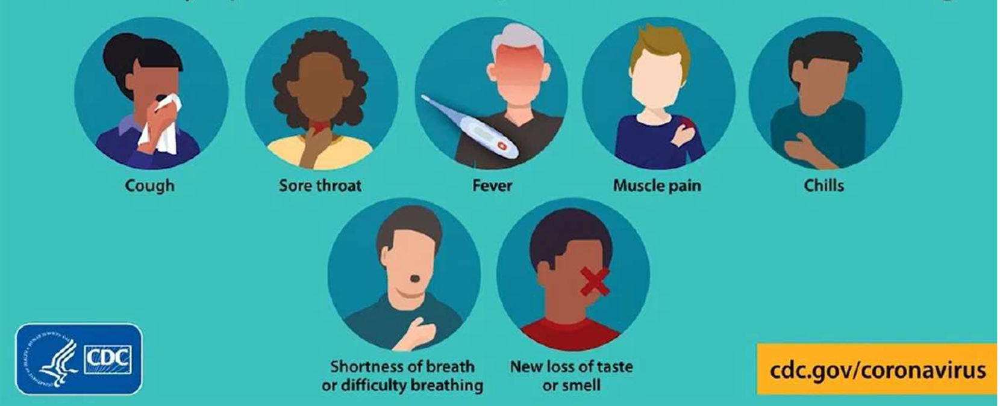 Cough
Sore throat
Fever
Muscle pain
Chills
Shortness of breath
or difficulty breathing
New loss of taste
or smell
CDC
cdc.gov/coronavirus